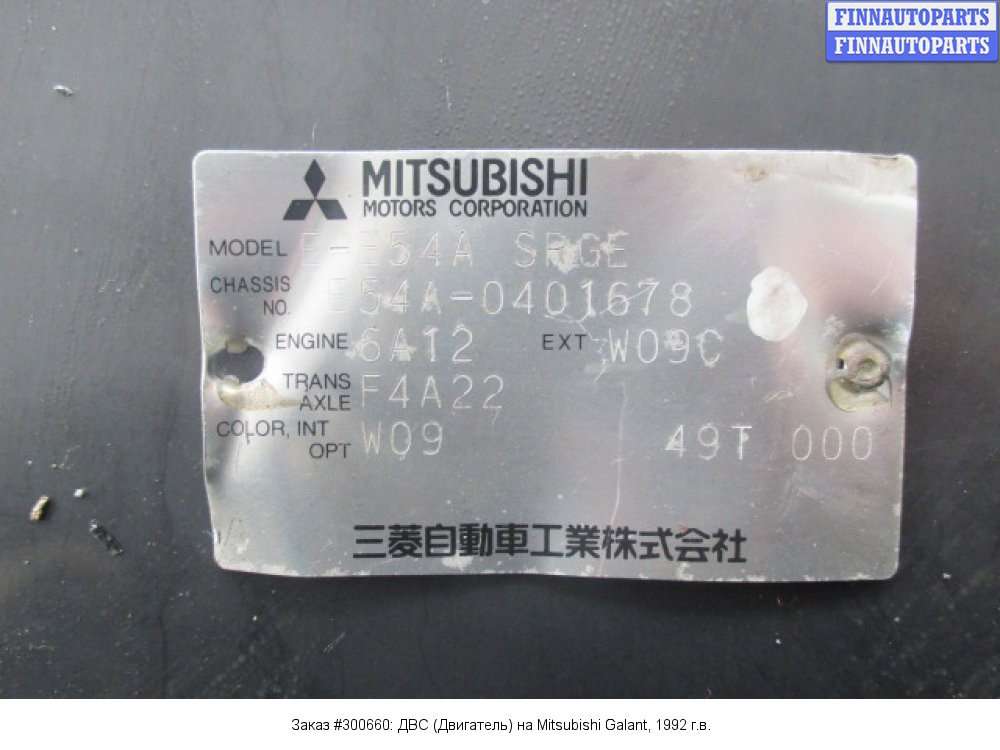 FINNAUTOPARTS
FINNAUTOPARTS
MITSUBISHI
MOTORS CORPORATION
MODEL E-E54A SRGE
CHASSIS NO. E54A-0401678
ENGINE 6A12 EXT W09C
TRANS AXLE F4A22
COLOR, INT OPT W09 49T 000
三菱自動車工業株式会社
Заказ #300660: ДВС (Двигатель) на Mitsubishi Galant, 1992 г.в.